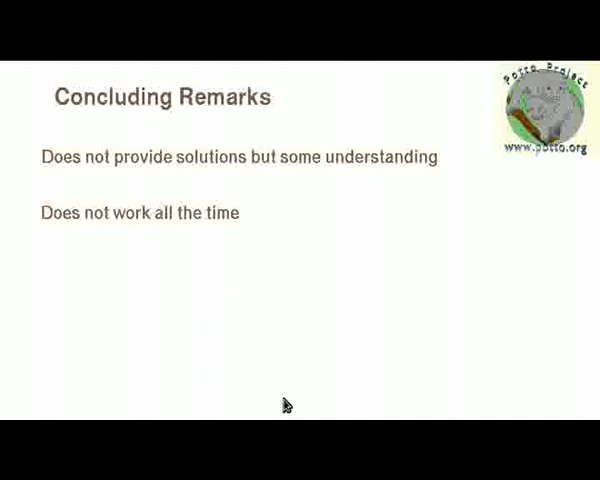 Potto Project
Concluding Remarks
www.potto.org
Does not provide solutions but some understanding
Does not work all the time